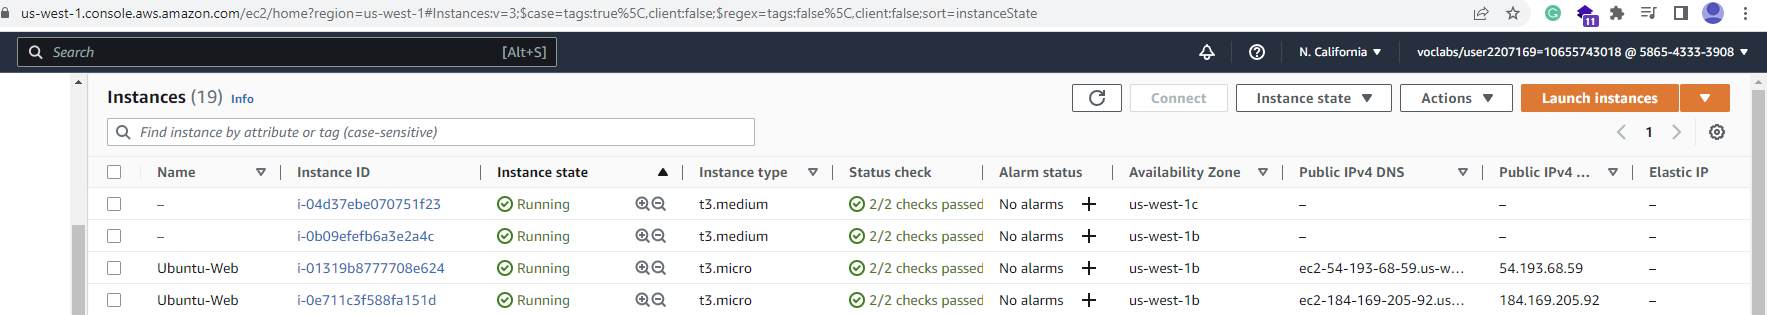 us-west-1.console.aws.amazon.com/ec2/home?region=us-west-1#Instances:v=3;$case=tags:true%5C,client:false;$regex=tags:false%5C,client:false;sort=instanceState
11
Search [Alt+S] N. California voclabs/user2207169=10655743018 @ 5865-4333-3908
Instances (19) Info Connect Instance state Actions Launch instances
Find instance by attribute or tag (case-sensitive) 1
Name Instance ID Instance state Instance type Status check Alarm status Availability Zone Public IPv4 DNS Public IPv4 ... Elastic IP
– i-04d37ebe070751f23 Running t3.medium 2/2 checks passed No alarms + us-west-1c – – –
– i-0b09efefb6a3e2a4c Running t3.medium 2/2 checks passed No alarms + us-west-1b – – –
Ubuntu-Web i-01319b8777708e624 Running t3.micro 2/2 checks passed No alarms + us-west-1b ec2-54-193-68-59.us-w... 54.193.68.59 –
Ubuntu-Web i-0e711c3f588fa151d Running t3.micro 2/2 checks passed No alarms + us-west-1b ec2-184-169-205-92.us... 184.169.205.92 –